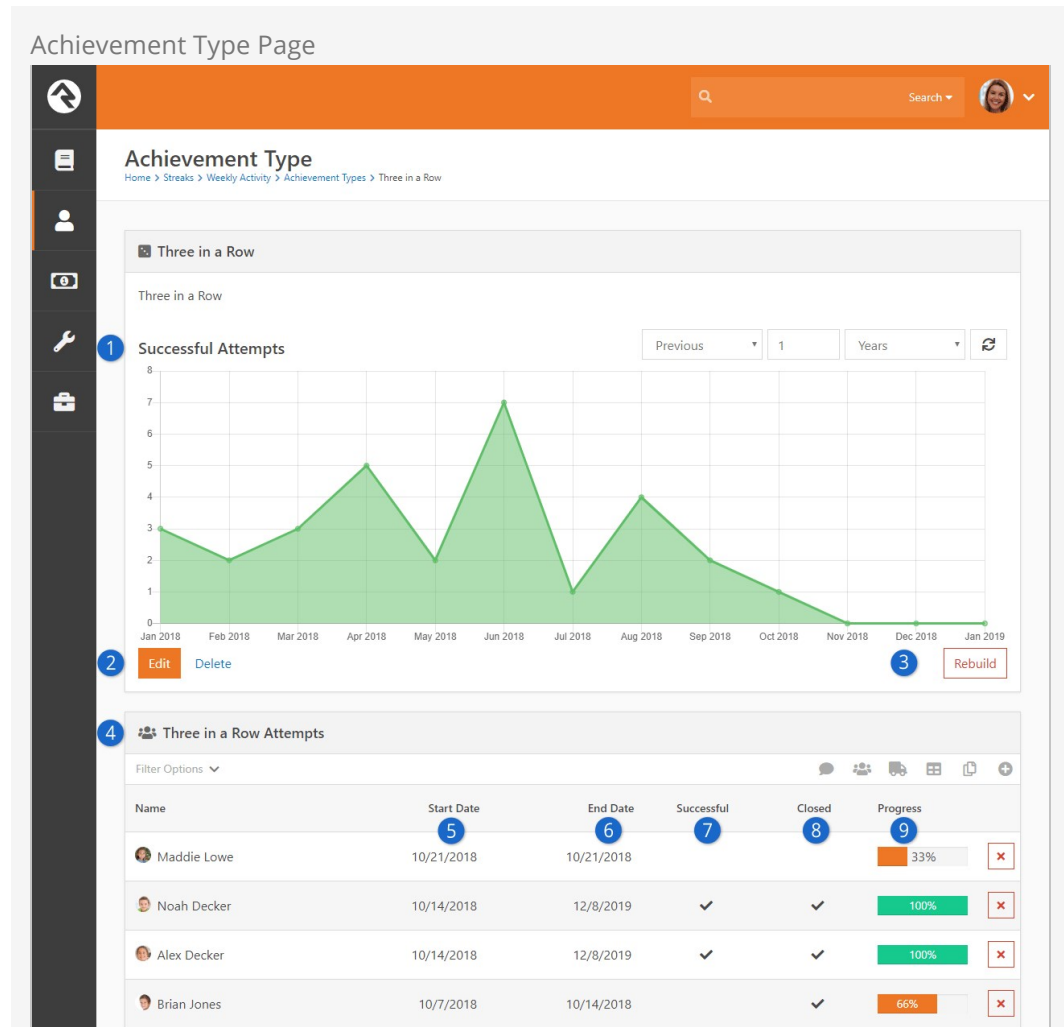 Achievement Type Page
Search
Achievement Type
Home > Streaks > Weekly Activity > Achievement Types > Three in a Row
Three in a Row
Three in a Row
1 Successful Attempts Previous 1 Years
8
7
6
5
4
3
2
1
0
Jan 2018 Feb 2018 Mar 2018 Apr 2018 May 2018 Jun 2018 Jul 2018 Aug 2018 Sep 2018 Oct 2018 Nov 2018 Dec 2018 Jan 2019
2 Edit Delete 3 Rebuild
4 Three in a Row Attempts
Filter Options
Name Start Date End Date Successful Closed Progress
5 6 7 8 9
Maddie Lowe 10/21/2018 10/21/2018 33%
Noah Decker 10/14/2018 12/8/2019 100%
Alex Decker 10/14/2018 12/8/2019 100%
Brian Jones 10/7/2018 10/14/2018 66%